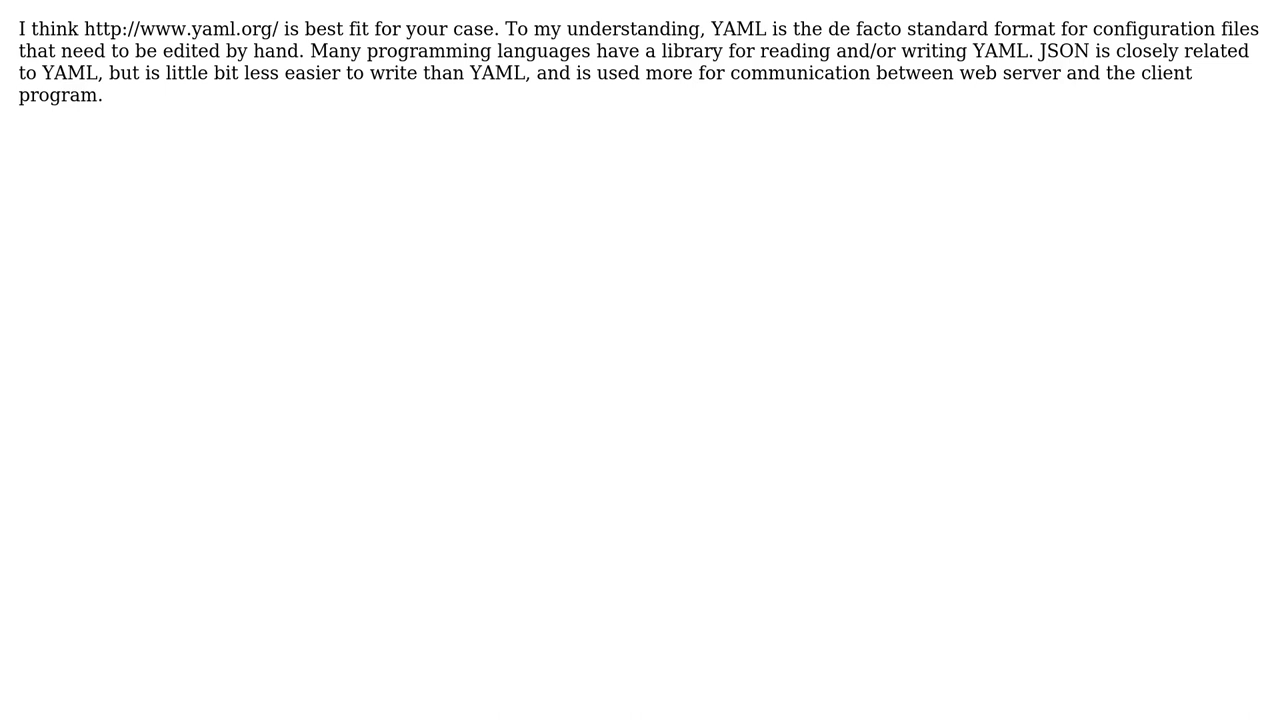 I think http://www.yaml.org/ is best fit for your case. To my understanding, YAML is the de facto standard format for configuration files
that need to be edited by hand. Many programming languages have a library for reading and/or writing YAML. JSON is closely related
to YAML, but is little bit less easier to write than YAML, and is used more for communication between web server and the client
program.